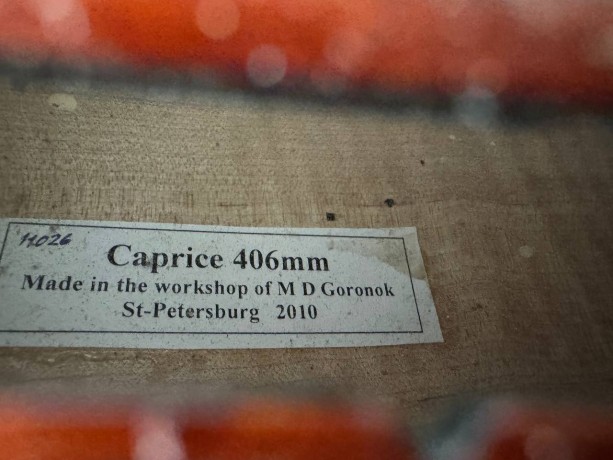 11026
Caprice 406mm
Made in the workshop of M D Goronok
St-Petersburg 2010